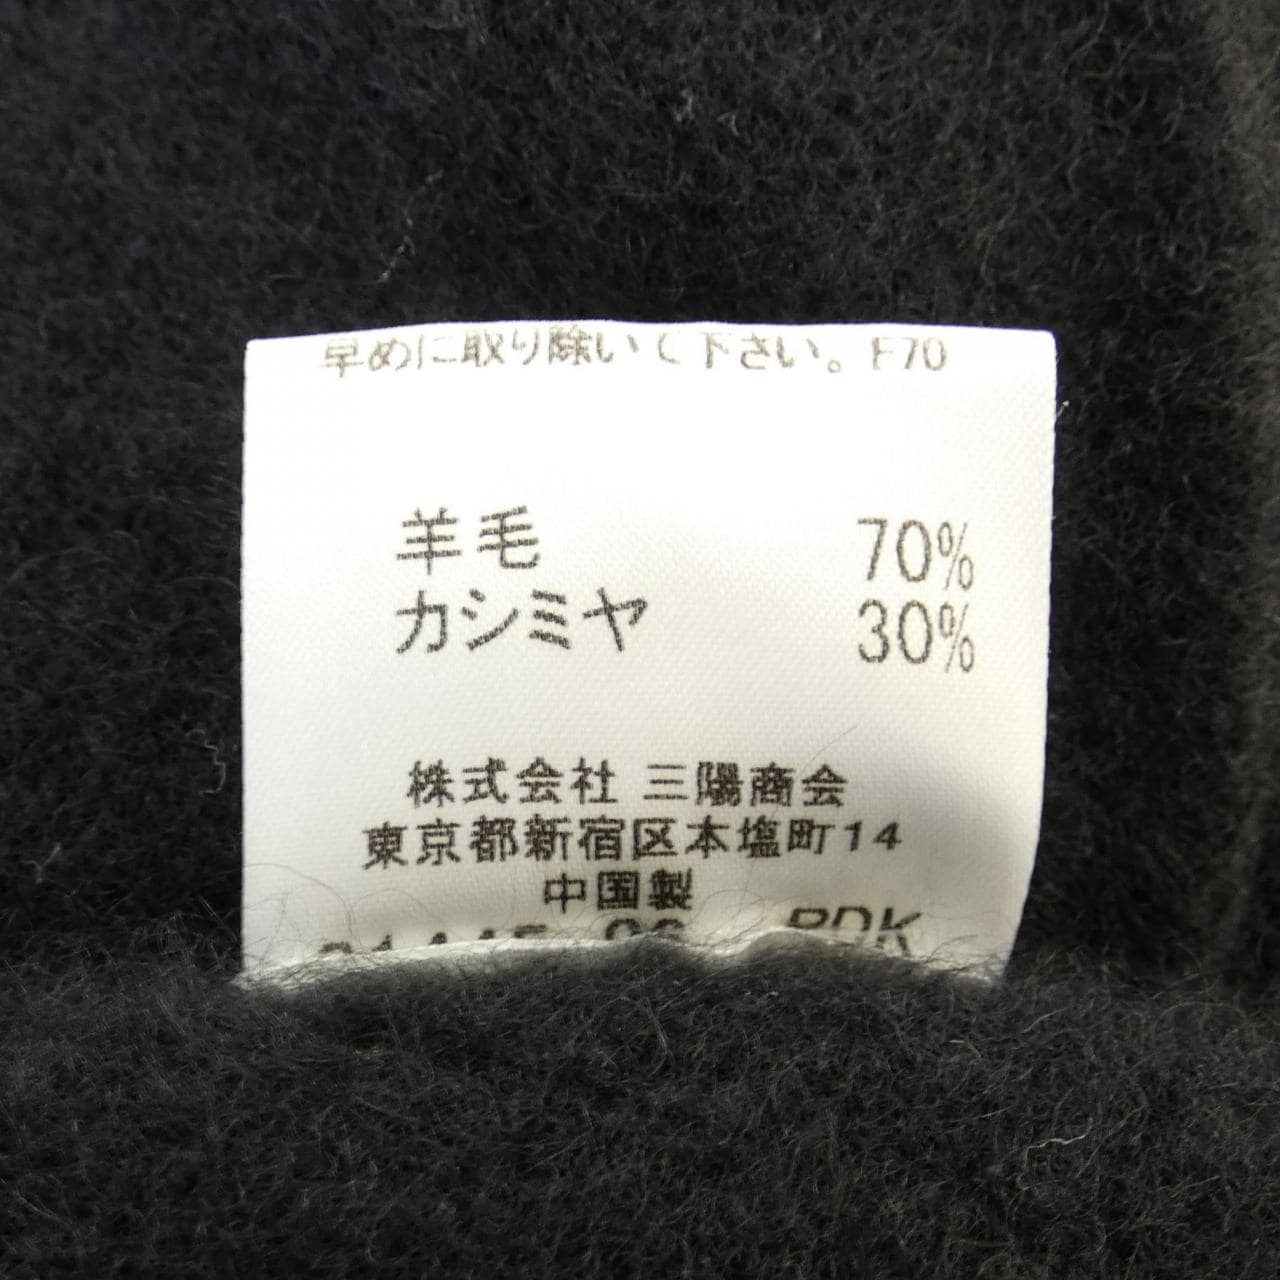 早めに取り除いて下さい。F70
羊毛 70%
カシミヤ 30%
株式会社 三陽商会
東京都新宿区本塩町14
中国製